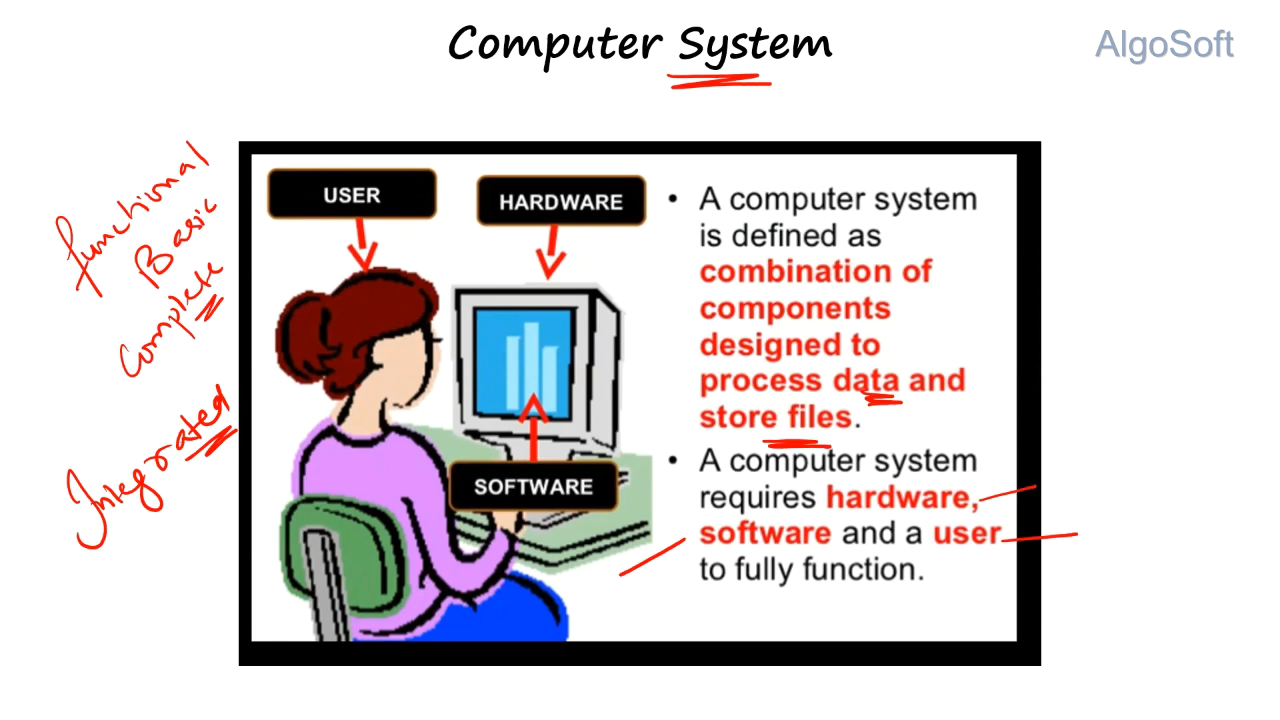 Computer System
AlgoSoft
functional
Basic
Complete
Integrated
USER
HARDWARE
SOFTWARE
• A computer system
is defined as
combination of
components
designed to
process data and
store files.
• A computer system
requires hardware,
software and a user
to fully function.